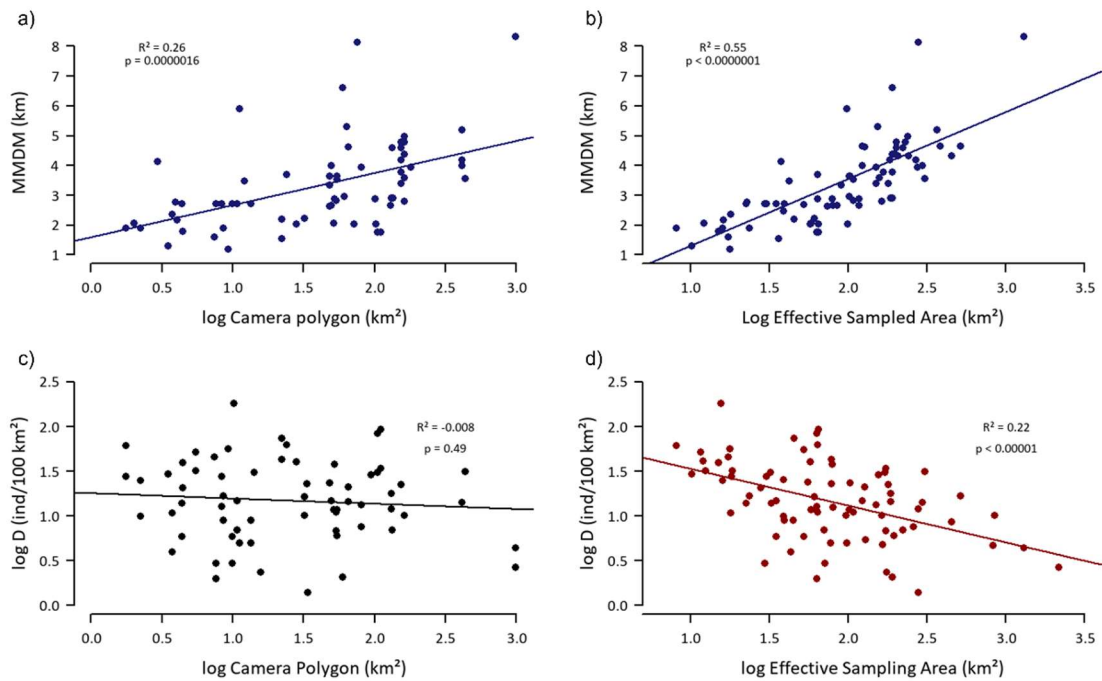 a)
R² = 0.26
p = 0.0000016
MMDM (km)
8
7
6
5
4
3
2
1
0.0 0.5 1.0 1.5 2.0 2.5 3.0
log Camera polygon (km²)
b)
R² = 0.55
p < 0.0000001
MMDM (km)
8
7
6
5
4
3
2
1
1.0 1.5 2.0 2.5 3.0 3.5
Log Effective Sampled Area (km²)
c)
R² = -0.008
p = 0.49
log D (ind/100 km²)
2.5
2.0
1.5
1.0
0.5
0.0
0.0 0.5 1.0 1.5 2.0 2.5 3.0
log Camera Polygon (km²)
d)
R² = 0.22
p < 0.00001
log D (ind/100 km²)
2.5
2.0
1.5
1.0
0.5
0.0
1.0 1.5 2.0 2.5 3.0 3.5
log Effective Sampling Area (km²)